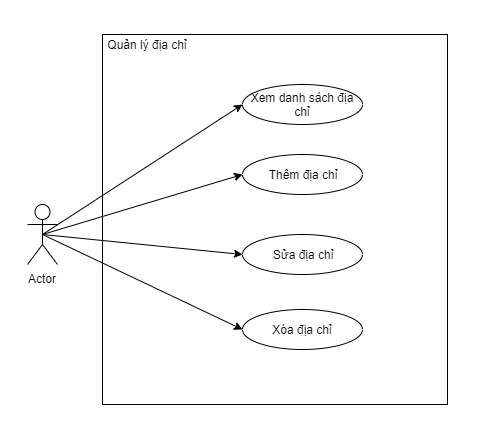 Quản lý địa chỉ
Xem danh sách địa
chỉ
Thêm địa chỉ
Sửa địa chỉ
Xóa địa chỉ
Actor